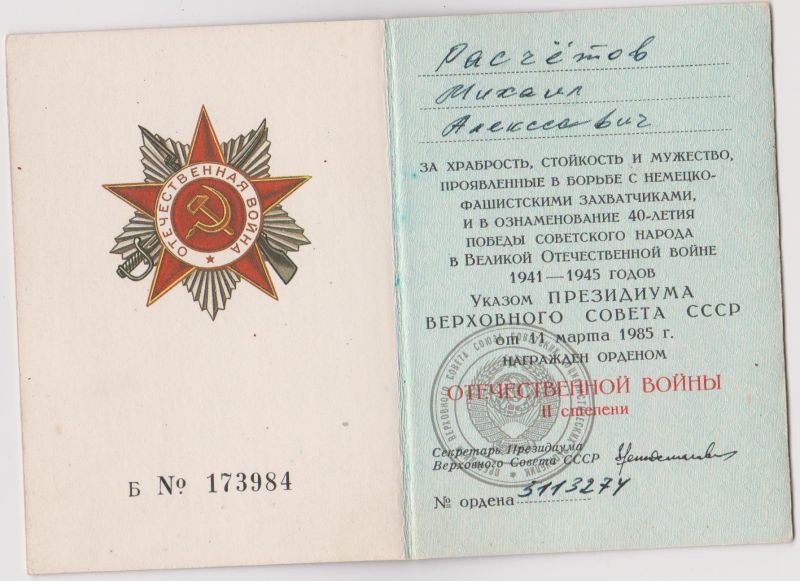 ОТЕЧЕСТВЕННАЯ ВОЙНА
Б № 173984
Расчётов
Михаил
Алексеевич
ЗА ХРАБРОСТЬ, СТОЙКОСТЬ И МУЖЕСТВО,
ПРОЯВЛЕННЫЕ В БОРЬБЕ С НЕМЕЦКО-
ФАШИСТСКИМИ ЗАХВАТЧИКАМИ,
И В ОЗНАМЕНОВАНИЕ 40-ЛЕТИЯ
ПОБЕДЫ СОВЕТСКОГО НАРОДА
В ВЕЛИКОЙ ОТЕЧЕСТВЕННОЙ ВОЙНЕ
1941—1945 ГОДОВ
УКАЗОМ ПРЕЗИДИУМА
ВЕРХОВНОГО СОВЕТА СССР
от 11 марта 1985 г.
НАГРАЖДЕН ОРДЕНОМ
ОТЕЧЕСТВЕННОЙ ВОЙНЫ
II степени
Секретарь Президиума
Верховного Совета СССР
№ ордена 5113274